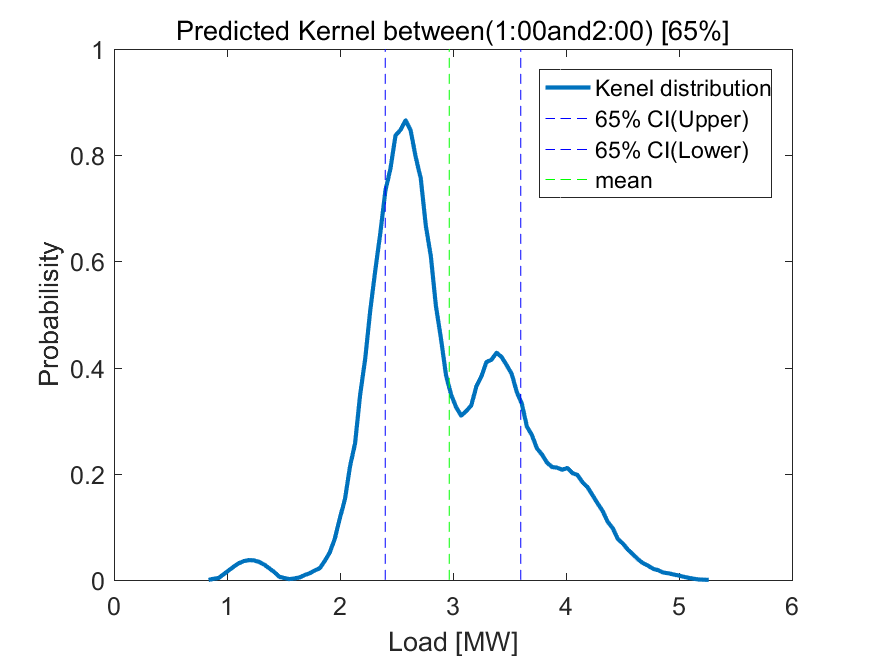 Predicted Kernel between(1:00and2:00) [65%]
1
0.8
0.6
0.4
0.2
0
Probabilisity
Kenel distribution
65% CI(Upper)
65% CI(Lower)
mean
0 1 2 3 4 5 6
Load [MW]